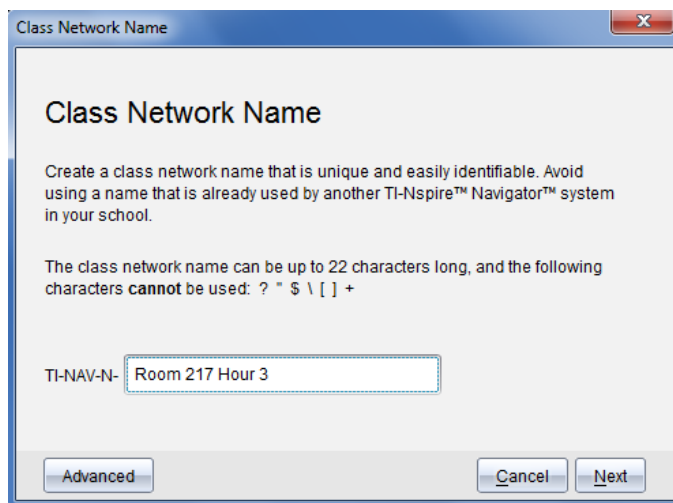 Class Network Name
Class Network Name
Create a class network name that is unique and easily identifiable. Avoid
using a name that is already used by another TI-Nspire™ Navigator™ system
in your school.
The class network name can be up to 22 characters long, and the following
characters cannot be used: ? " $ \ [ ] +
TI-NAV-N- Room 217 Hour 3
Advanced Cancel Next